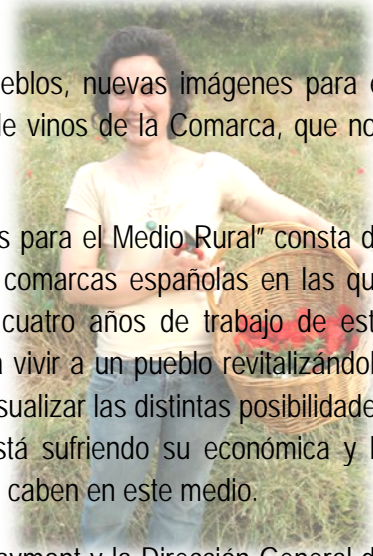 eblos, nuevas imágenes para
le vinos de la Comarca, que no
s para el Medio Rural" consta d
comarcas españolas en las qu
cuatro años de trabajo de est
a vivir a un pueblo revitalizándol
sualizar las distintas posibilidade
stá sufriendo su económica y
caben en este medio.
aymont y la Dirección General d